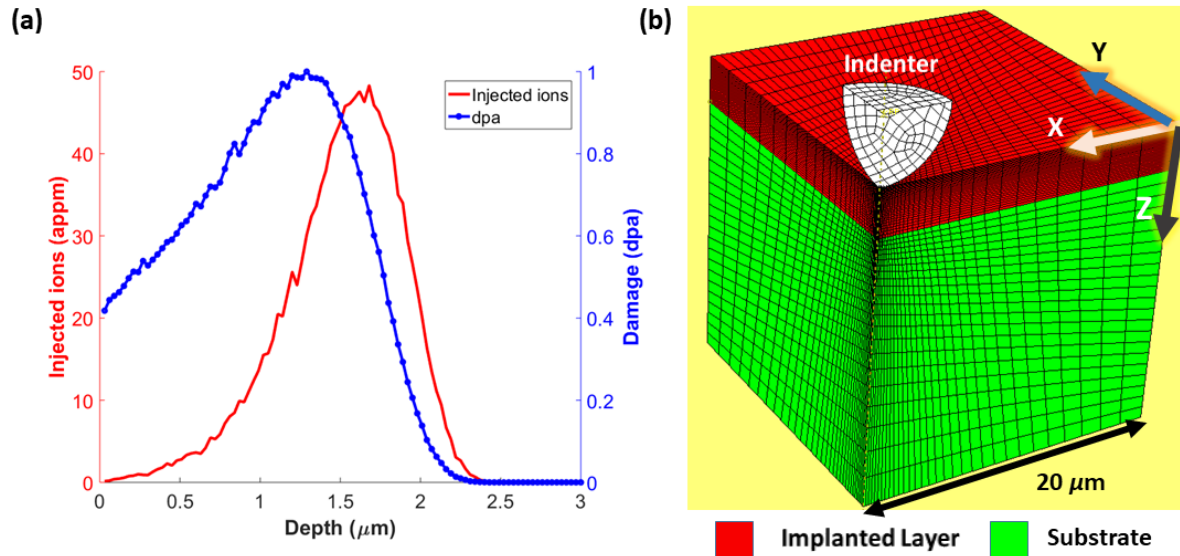 (a)
Injected ions (appm)
50
40
30
20
10
0
0
0.5
1
1.5
2
2.5
3
Depth (μm)
Injected ions
dpa
1
0.8
0.6
0.4
0.2
0
Damage (dpa)
(b)
Indenter
Y
X
Z
20 μm
Implanted Layer
Substrate